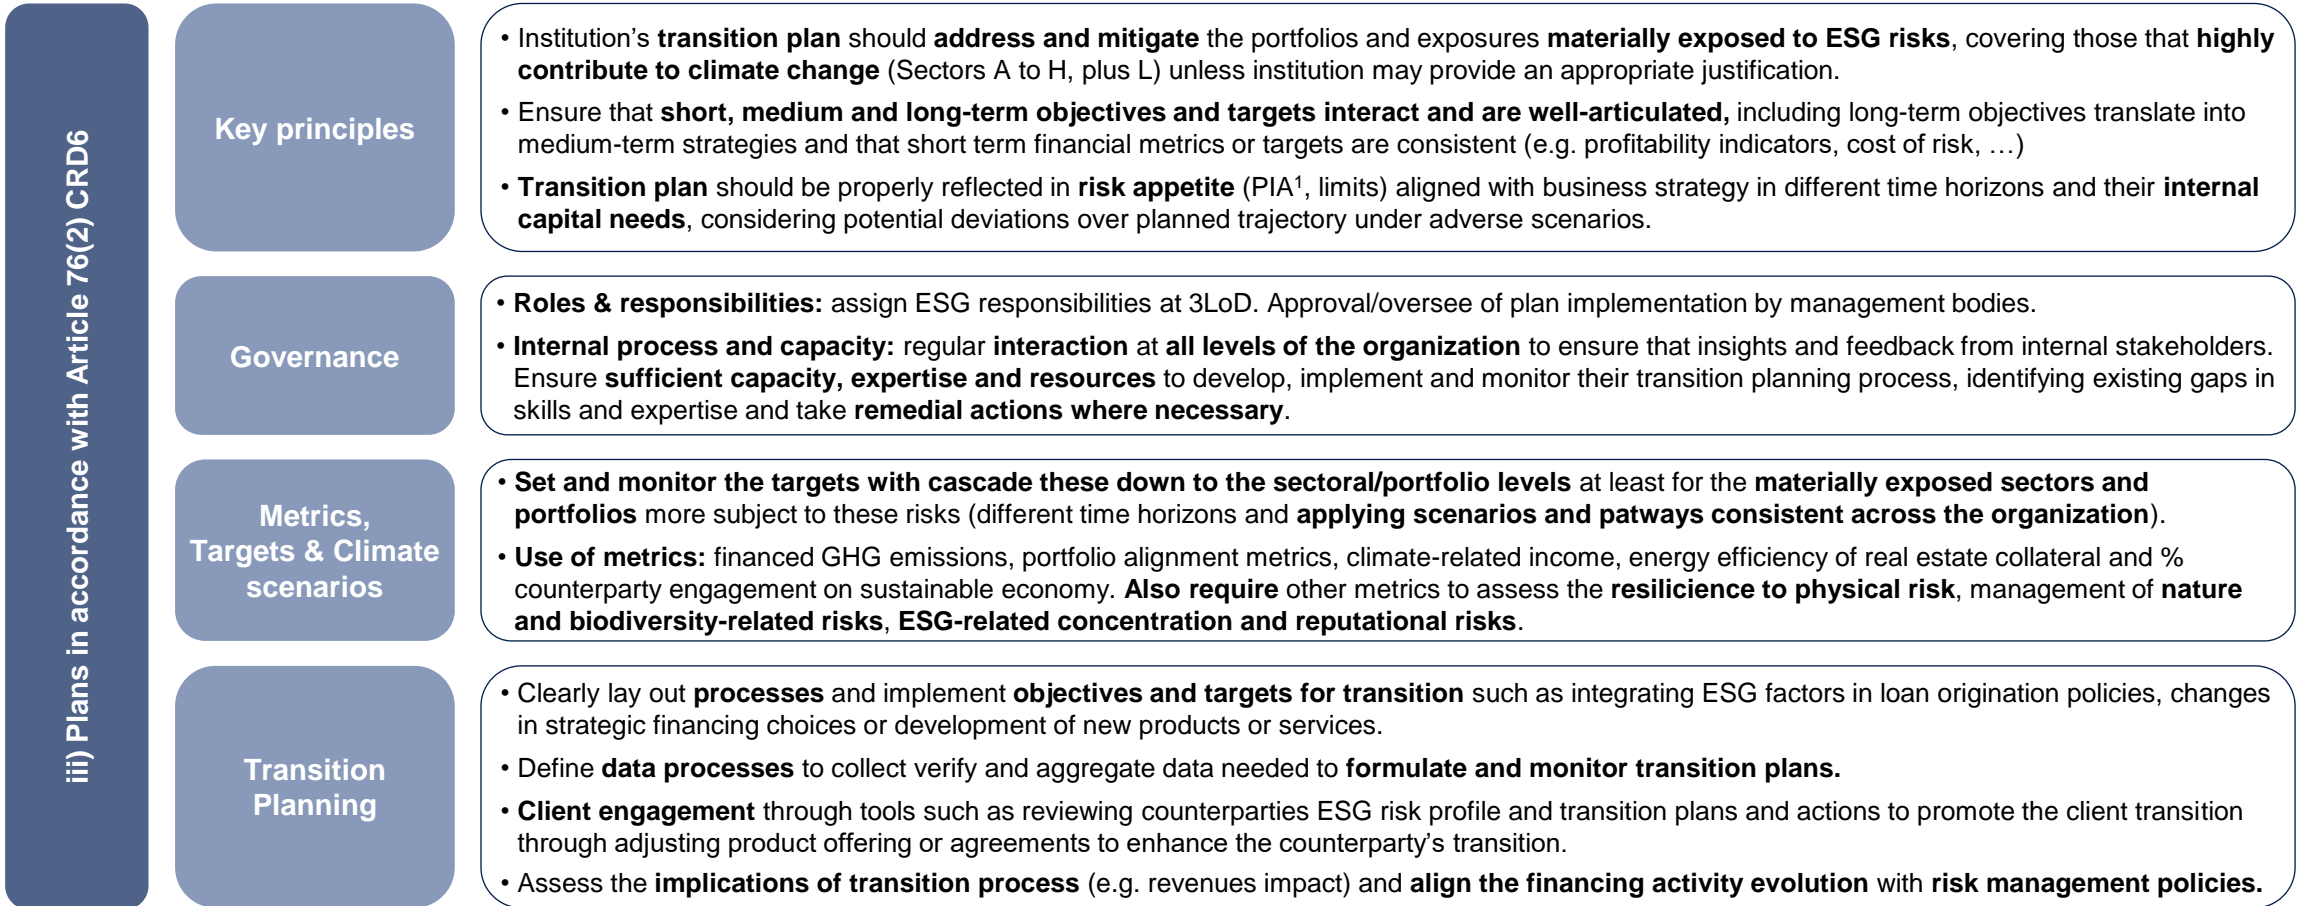 iii) Plans in accordance with Article 76(2) CRD6
Key principles
• Institution's transition plan should address and mitigate the portfolios and exposures materially exposed to ESG risks, covering those that highly
contribute to climate change (Sectors A to H, plus L) unless institution may provide an appropriate justification.
• Ensure that short, medium and long-term objectives and targets interact and are well-articulated, including long-term objectives translate into
medium-term strategies and that short term financial metrics or targets are consistent (e.g. profitability indicators, cost of risk, …)
• Transition plan should be properly reflected in risk appetite (PIA¹, limits) aligned with business strategy in different time horizons and their internal
capital needs, considering potential deviations over planned trajectory under adverse scenarios.
Governance
• Roles & responsibilities: assign ESG responsibilities at 3LoD. Approval/oversee of plan implementation by management bodies.
• Internal process and capacity: regular interaction at all levels of the organization to ensure that insights and feedback from internal stakeholders.
Ensure sufficient capacity, expertise and resources to develop, implement and monitor their transition planning process, identifying existing gaps in
skills and expertise and take remedial actions where necessary.
Metrics,
Targets & Climate
scenarios
• Set and monitor the targets with cascade these down to the sectoral/portfolio levels at least for the materially exposed sectors and
portfolios more subject to these risks (different time horizons and applying scenarios and patways consistent across the organization).
• Use of metrics: financed GHG emissions, portfolio alignment metrics, climate-related income, energy efficiency of real estate collateral and %
counterparty engagement on sustainable economy. Also require other metrics to assess the resilicience to physical risk, management of nature
and biodiversity-related risks, ESG-related concentration and reputational risks.
Transition
Planning
• Clearly lay out processes and implement objectives and targets for transition such as integrating ESG factors in loan origination policies, changes
in strategic financing choices or development of new products or services.
• Define data processes to collect verify and aggregate data needed to formulate and monitor transition plans.
• Client engagement through tools such as reviewing counterparties ESG risk profile and transition plans and actions to promote the client transition
through adjusting product offering or agreements to enhance the counterparty's transition.
• Assess the implications of transition process (e.g. revenues impact) and align the financing activity evolution with risk management policies.